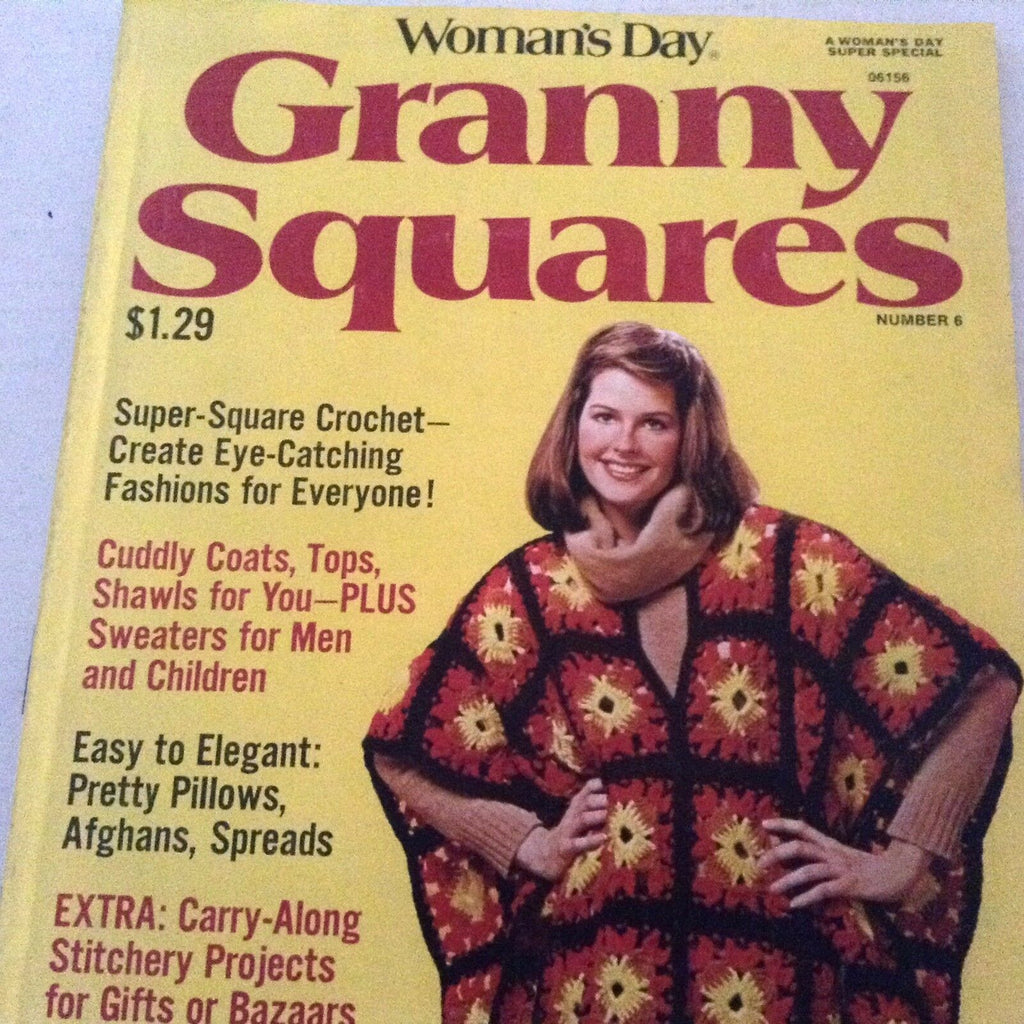 Woman's Day®
A WOMAN'S DAY
SUPER SPECIAL
06156
Granny
Squares
$1.29
NUMBER 6
Super-Square Crochet—
Create Eye-Catching
Fashions for Everyone!
Cuddly Coats, Tops,
Shawls for You—PLUS
Sweaters for Men
and Children
Easy to Elegant:
Pretty Pillows,
Afghans, Spreads
EXTRA: Carry-Along
Stitchery Projects
for Gifts or Bazaars